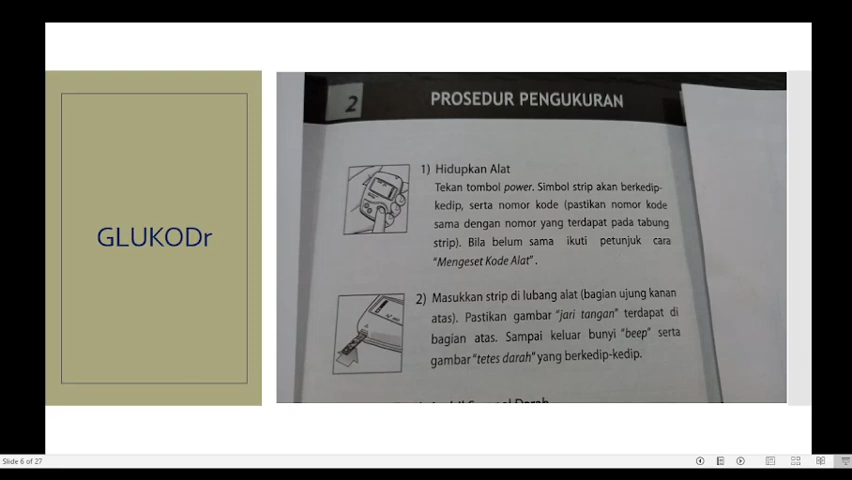 GLUKODr
2
PROSEDUR PENGUKURAN
1) Hidupkan Alat
Tekan tombol power. Simbol strip akan berkedip-
kedip, serta nomor kode (pastikan nomor kode
sama dengan nomor yang terdapat pada tabung
strip). Bila belum sama ikuti petunjuk cara
"Mengeset Kode Alat".
2) Masukkan strip di lubang alat (bagian ujung kanan
atas). Pastikan gambar "jari tangan" terdapat di
bagian atas. Sampai keluar bunyi "beep" serta
gambar "tetes darah" yang berkedip-kedip.
Darah
Slide 6 of 27